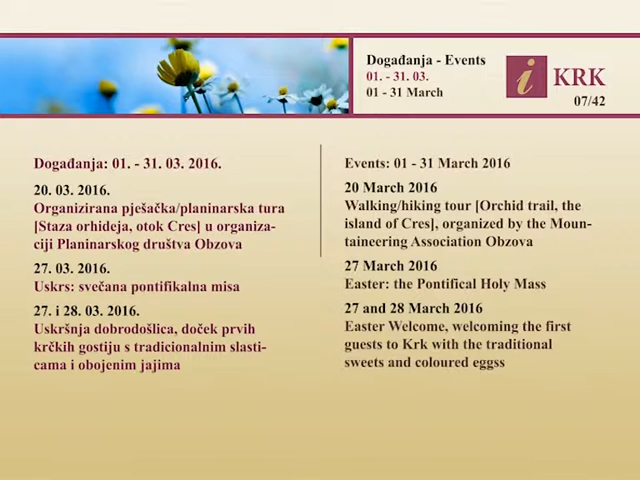 Događanja - Events
01. - 31. 03.
01 - 31 March
i KRK
07/42
Događanja: 01. - 31. 03. 2016.
20. 03. 2016.
Organizirana pješačka/planinarska tura
[Staza orhideja, otok Cres] u organiza-
ciji Planinarskog društva Obzova
27. 03. 2016.
Uskrs: svečana pontifikalna misa
27. i 28. 03. 2016.
Uskršnja dobrodošlica, doček prvih
krčkih gostiju s tradicionalnim slasti-
cama i obojenim jajima
Events: 01 - 31 March 2016
20 March 2016
Walking/hiking tour [Orchid trail, the
island of Cres], organized by the Moun-
taineering Association Obzova
27 March 2016
Easter: the Pontifical Holy Mass
27 and 28 March 2016
Easter Welcome, welcoming the first
guests to Krk with the traditional
sweets and coloured eggss